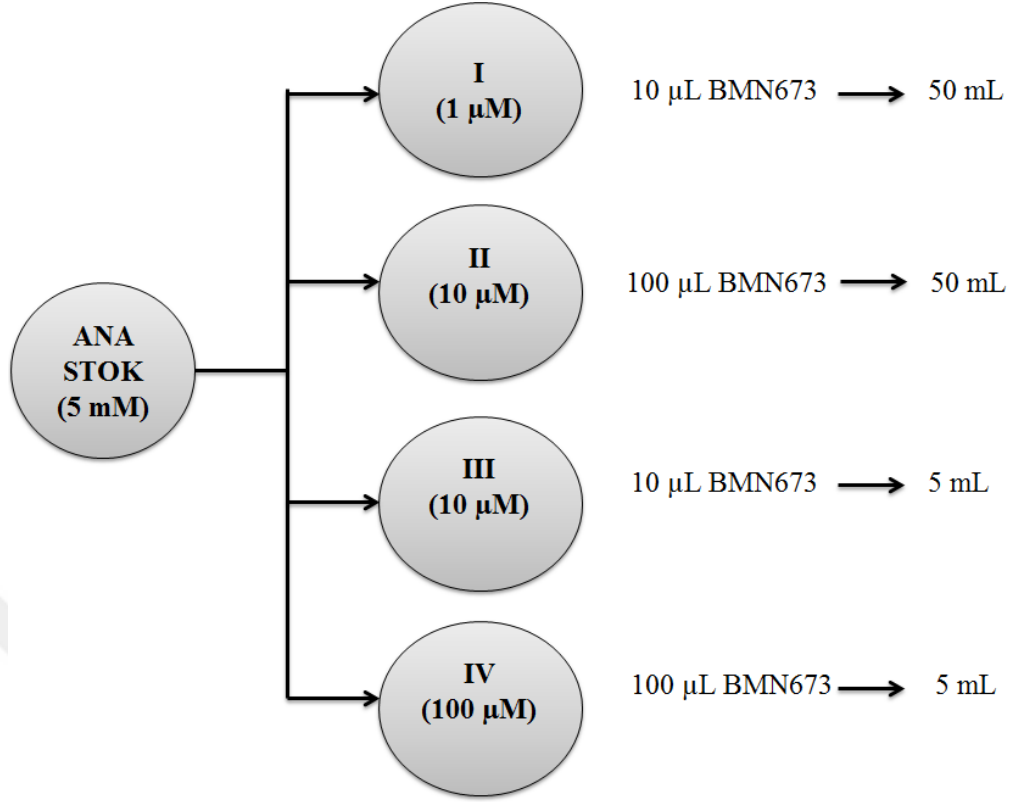 I
(1 µM)
10 µL BMN673 50 mL
II
(10 µM)
100 µL BMN673 50 mL
ANA
STOK
(5 mM)
III
(10 µM)
10 µL BMN673 5 mL
IV
(100 µM)
100 µL BMN673 5 mL